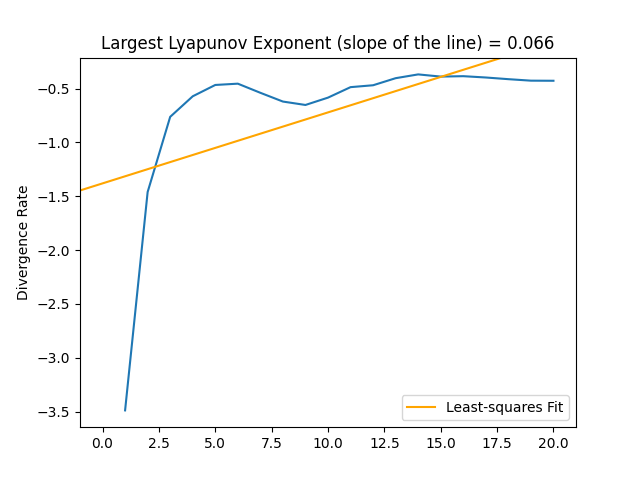 Largest Lyapunov Exponent (slope of the line) = 0.066
Divergence Rate
−0.5
−1.0
−1.5
−2.0
−2.5
−3.0
−3.5
Least-squares Fit
0.0 2.5 5.0 7.5 10.0 12.5 15.0 17.5 20.0